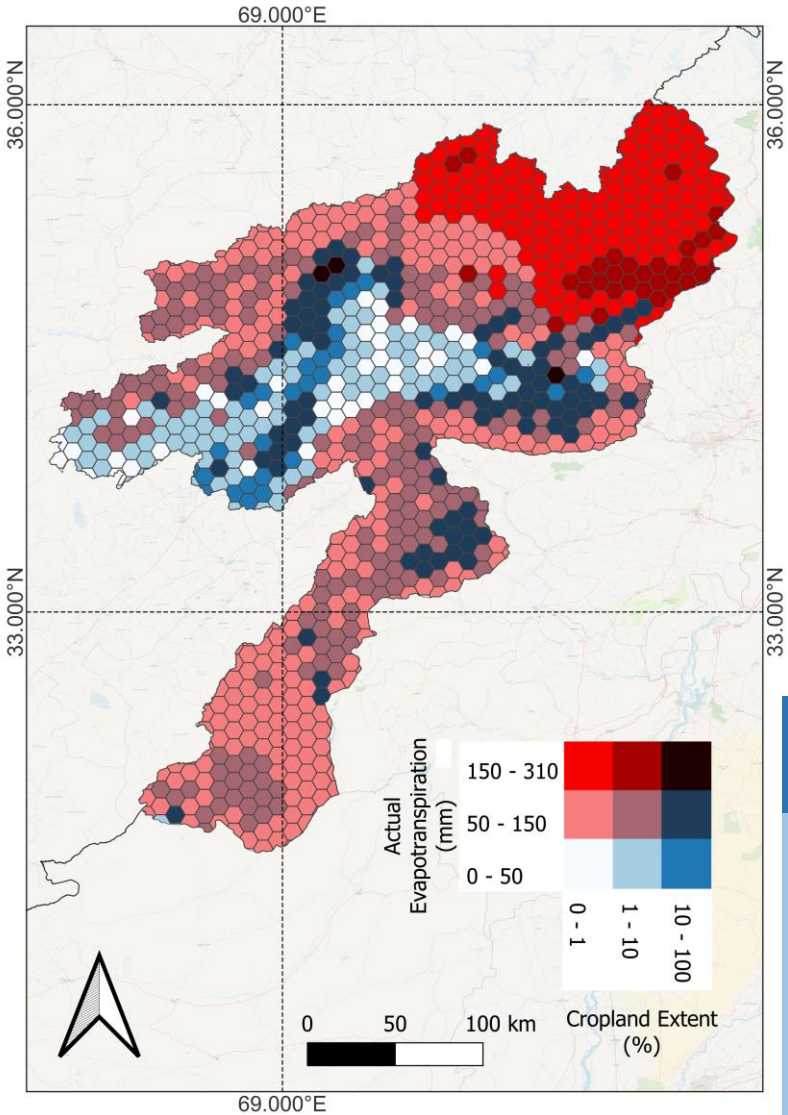 69.000°E
36.000°N
36.000°N
33.000°N
33.000°N
Actual
Evapotranspiration
(mm)
150 - 310
50 - 150
0 - 50
0 - 1
1 - 10
10 - 100
Cropland Extent
(%)
0 50 100 km
69.000°E